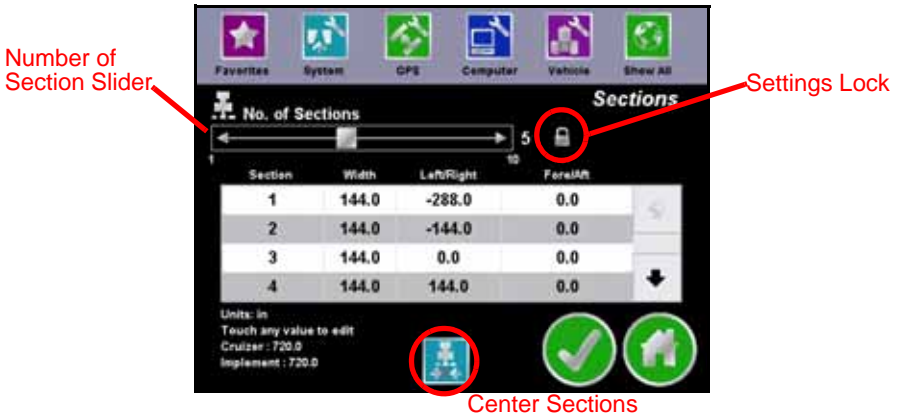 Number of
Section Slider
Settings Lock
Favorites System GPS Computer Vehicle Show All
Sections
No. of Sections
5
1 10
Section Width Left/Right Fore/Aft
1 144.0 -288.0 0.0
2 144.0 -144.0 0.0
3 144.0 0.0 0.0
4 144.0 144.0 0.0
Units: in
Touch any value to edit
Cruizer : 720.0
Implement : 720.0
Center Sections